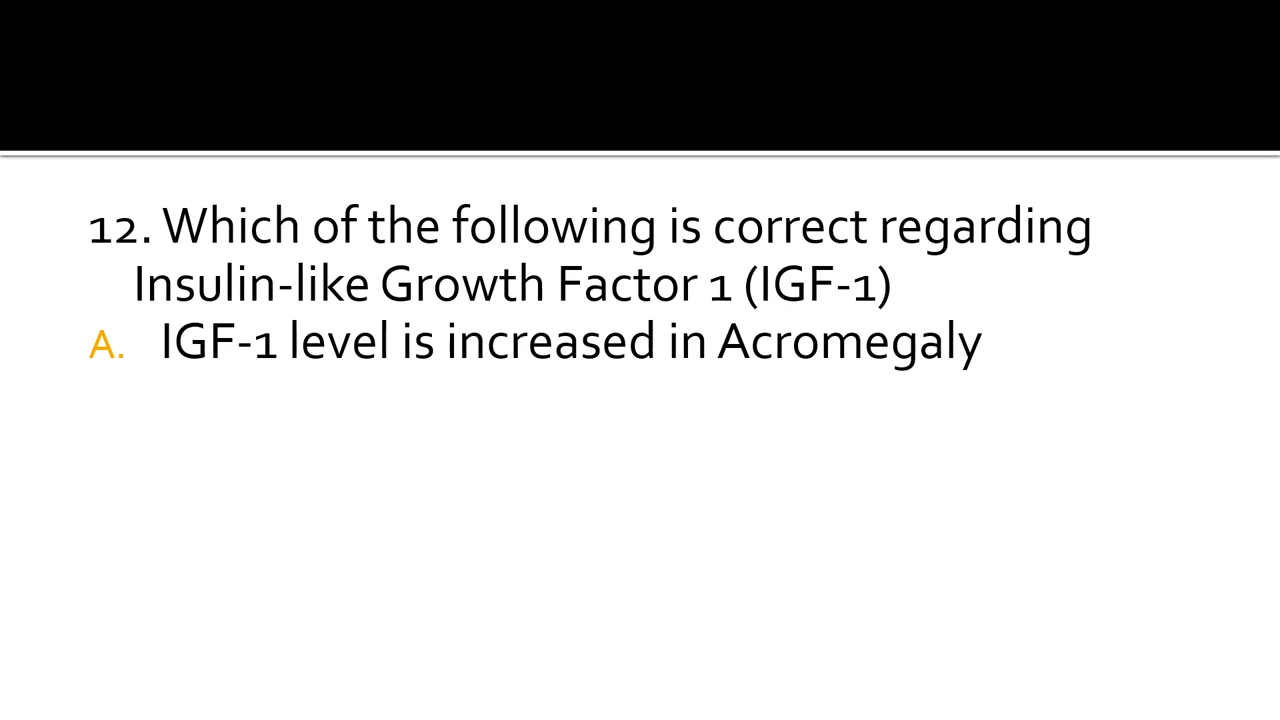 12. Which of the following is correct regarding
Insulin-like Growth Factor 1 (IGF-1)
A. IGF-1 level is increased in Acromegaly